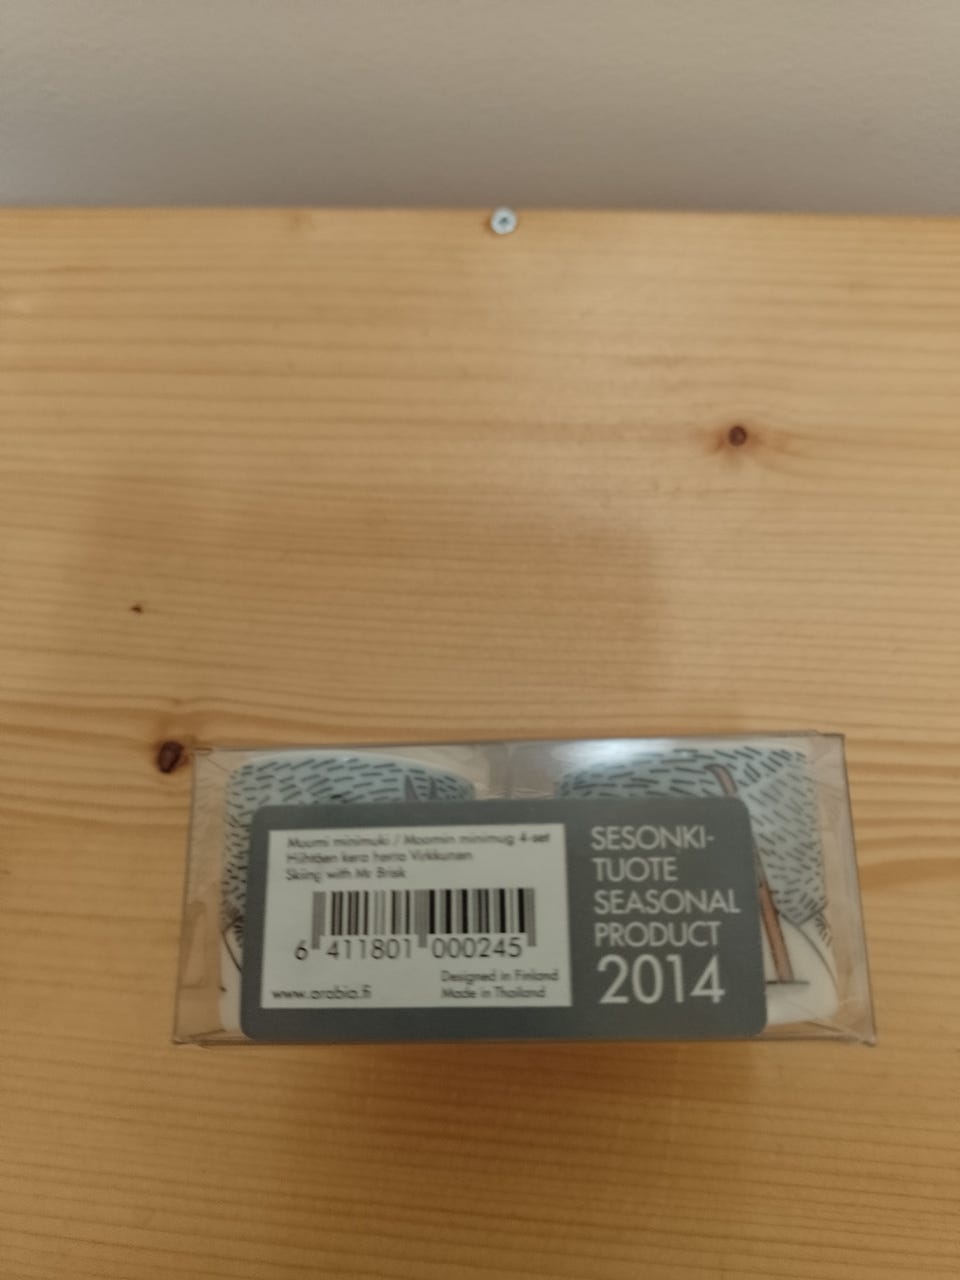 Muumi minimuki / Moomin minimug 4-set
Hiihtäen kera herra Virkkunen
Skiing with Mr Brisk
6 411801 000245
Designed in Finland
www.arabia.fi
Made in Thailand
SESONKI-
TUOTE
SEASONAL
PRODUCT
2014